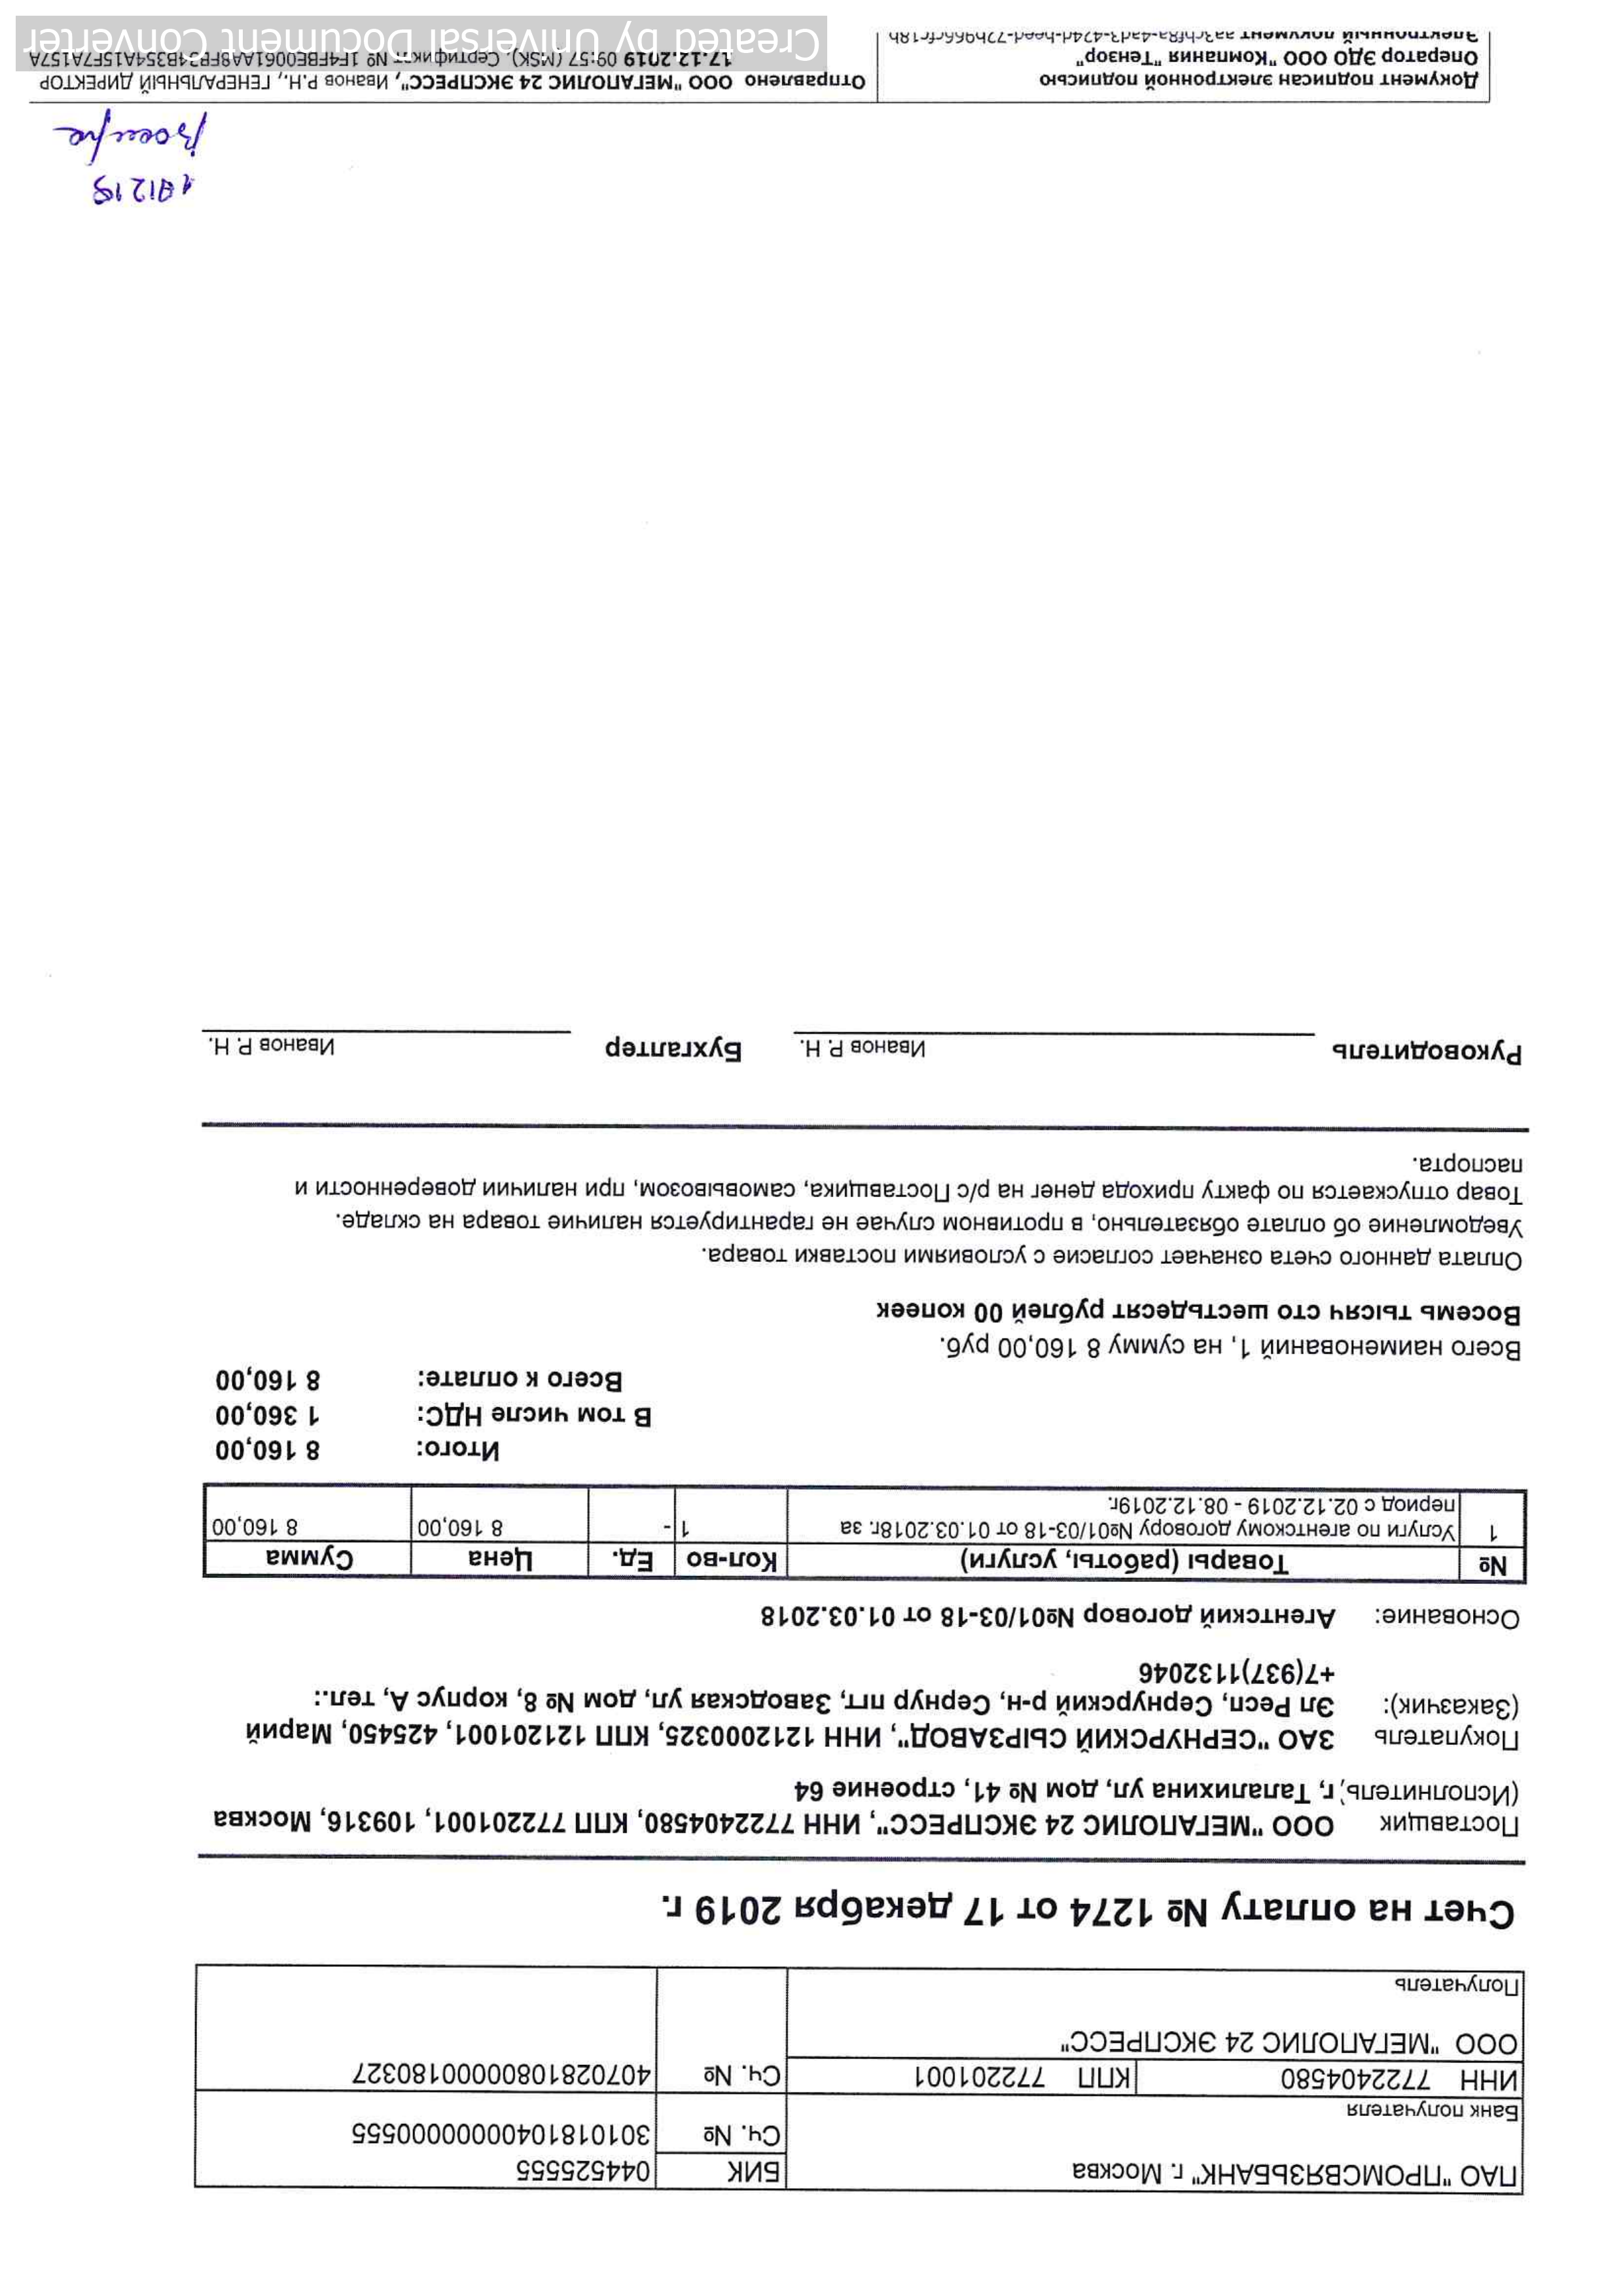 ПАО "ПРОМСВЯЗЬБАНК" г. Москва
БИК
044525555
Сч. №
30101810400000000555
Банк получателя
ИНН 7722404580
КПП 772201001
Сч. №
40702810800000180327
ООО "МЕГАПОЛИС 24 ЭКСПРЕСС"
Получатель
Счет на оплату № 1274 от 17 декабря 2019 г.
Поставщик ООО "МЕГАПОЛИС 24 ЭКСПРЕСС", ИНН 7722404580, КПП 772201001, 109316, Москва
(Исполнитель) г, Талалихина ул, дом № 41, строение 64
Покупатель ЗАО "СЕРНУРСКИЙ СЫРЗАВОД", ИНН 1212000325, КПП 121201001, 425450, Марий
(Заказчик): Эл Респ, Сернурский р-н, Сернур пгт, Заводская ул, дом № 8, корпус А, тел.:
+7(937)1132046
Основание: Агентский договор №01/03-18 от 01.03.2018
№ Товары (работы, услуги) Кол-во Ед. Цена Сумма
1 Услуги по агентскому договору №01/03-18 от 01.03.2018г. за 1 - 8 160,00 8 160,00
период с 02.12.2019 - 08.12.2019г.
Итого: 8 160,00
В том числе НДС: 1 360,00
Всего к оплате: 8 160,00
Всего наименований 1, на сумму 8 160,00 руб.
Восемь тысяч сто шестьдесят рублей 00 копеек
Оплата данного счета означает согласие с условиями поставки товара.
Уведомление об оплате обязательно, в противном случае не гарантируется наличие товара на складе.
Товар отпускается по факту прихода денег на р/с Поставщика, самовывозом, при наличии доверенности и
паспорта.
Руководитель Иванов Р. Н. Бухгалтер Иванов Р. Н.
Документ подписан электронной подписью
Оператор ЭДО ООО "Компания "Тензор"
Электронный документ
Отправлено ООО "МЕГАПОЛИС 24 ЭКСПРЕСС", Иванов Р.Н., ГЕНЕРАЛЬНЫЙ ДИРЕКТОР
17.12.2019 09:57 (MSK), Сертификат №
Created by Universal Document Converter